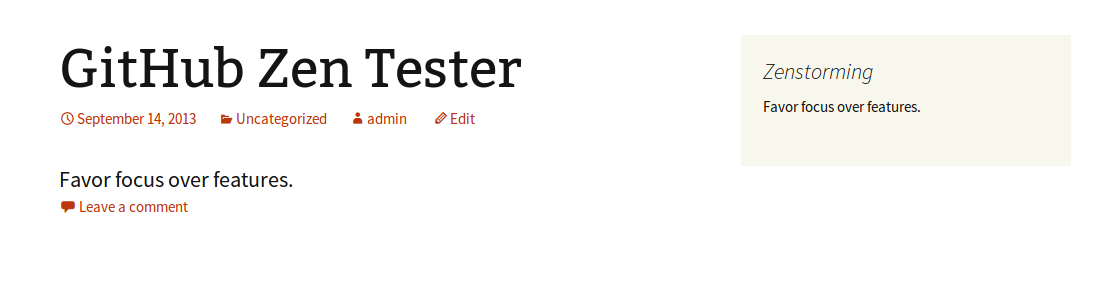 GitHub Zen Tester
September 14, 2013 Uncategorized admin Edit
Favor focus over features.
Leave a comment
Zenstorming
Favor focus over features.